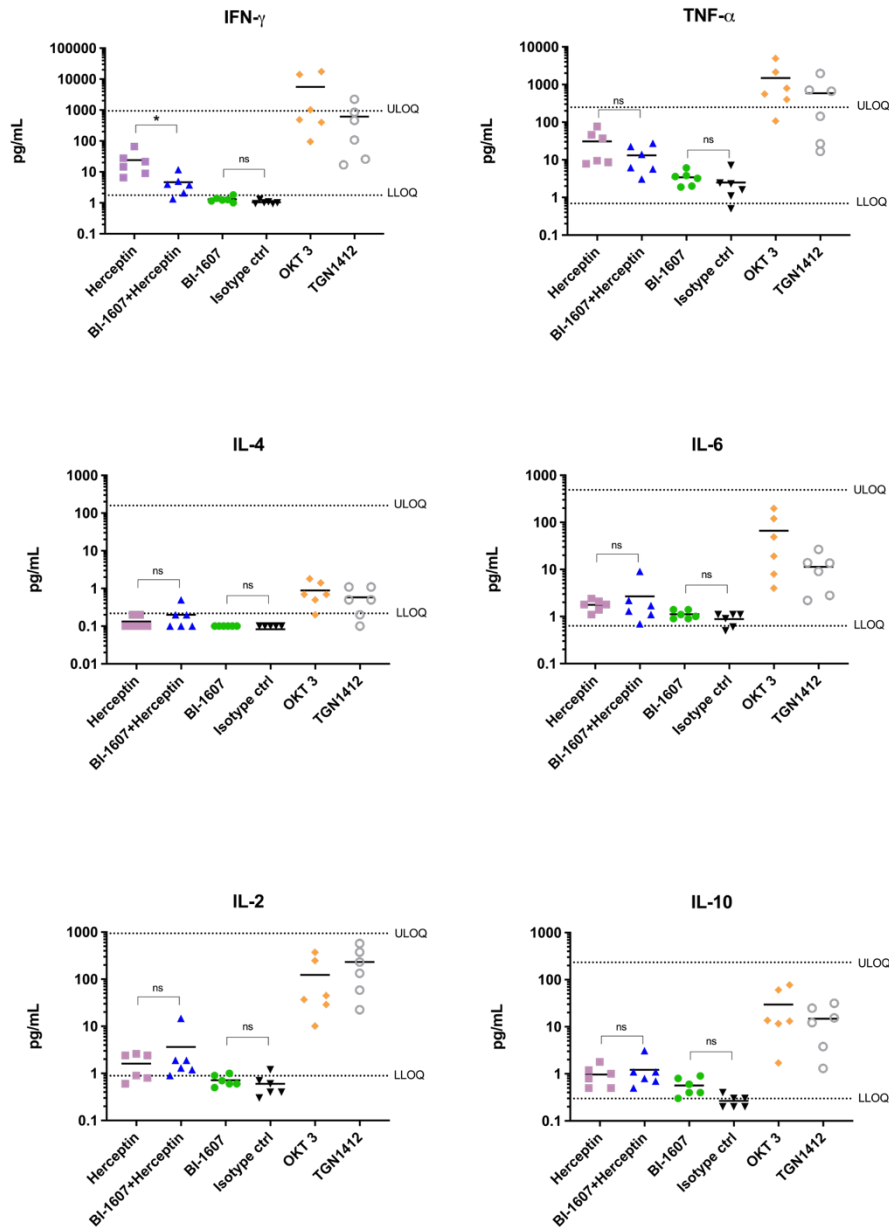 IFN-γ
100000
10000
1000
100
10
1
0.1
pg/mL
ULOQ
LLOQ
*
ns
Herceptin
BI-1607+Herceptin
BI-1607
Isotype ctrl
OKT 3
TGN1412
TNF-α
10000
1000
100
10
1
0.1
pg/mL
ULOQ
LLOQ
ns
ns
Herceptin
BI-1607+Herceptin
BI-1607
Isotype ctrl
OKT 3
TGN1412
IL-4
1000
100
10
1
0.1
0.01
pg/mL
ULOQ
LLOQ
ns
ns
Herceptin
BI-1607+Herceptin
BI-1607
Isotype ctrl
OKT 3
TGN1412
IL-6
1000
100
10
1
0.1
pg/mL
ULOQ
LLOQ
ns
ns
Herceptin
BI-1607+Herceptin
BI-1607
Isotype ctrl
OKT 3
TGN1412
IL-2
1000
100
10
1
0.1
pg/mL
ULOQ
LLOQ
ns
ns
Herceptin
BI-1607+Herceptin
BI-1607
Isotype ctrl
OKT 3
TGN1412
IL-10
1000
100
10
1
0.1
pg/mL
ULOQ
LLOQ
ns
ns
Herceptin
BI-1607+Herceptin
BI-1607
Isotype ctrl
OKT 3
TGN1412